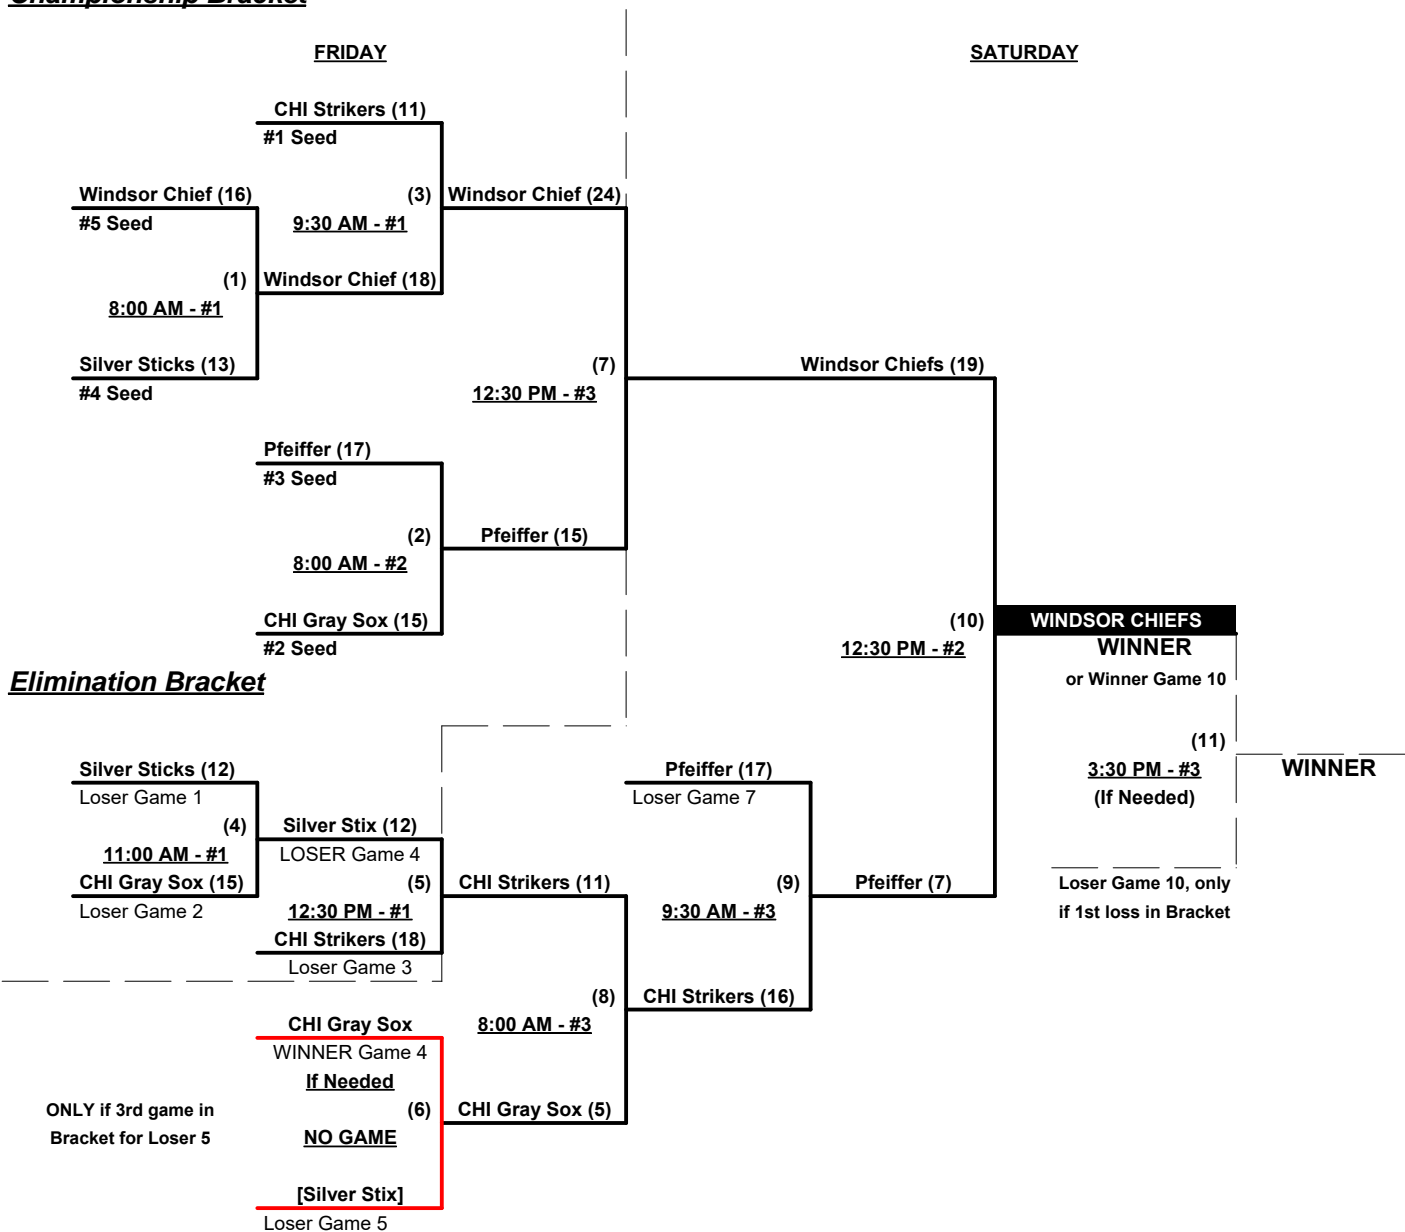 Championship Bracket
FRIDAY
SATURDAY
CHI Strikers (11)
#1 Seed
Windsor Chief (16)
(3)
Windsor Chief (24)
#5 Seed
9:30 AM - #1
(1)
Windsor Chief (18)
8:00 AM - #1
Silver Sticks (13)
(7)
Windsor Chiefs (19)
#4 Seed
12:30 PM - #3
Pfeiffer (17)
#3 Seed
(2)
Pfeiffer (15)
8:00 AM - #2
CHI Gray Sox (15)
(10)
WINDSOR CHIEFS
#2 Seed
12:30 PM - #2
WINNER
Elimination Bracket
or Winner Game 10
(11)
Silver Sticks (12)
Pfeiffer (17)
3:30 PM - #3
WINNER
Loser Game 1
Loser Game 7
(If Needed)
(4)
Silver Stix (12)
11:00 AM - #1
LOSER Game 4
CHI Gray Sox (15)
(5)
CHI Strikers (11)
(9)
Pfeiffer (7)
Loser Game 10, only
Loser Game 2
12:30 PM - #1
9:30 AM - #3
if 1st loss in Bracket
CHI Strikers (18)
Loser Game 3
(8)
CHI Strikers (16)
CHI Gray Sox
8:00 AM - #3
WINNER Game 4
If Needed
ONLY if 3rd game in
(6)
CHI Gray Sox (5)
Bracket for Loser 5
NO GAME
[Silver Stix]
Loser Game 5